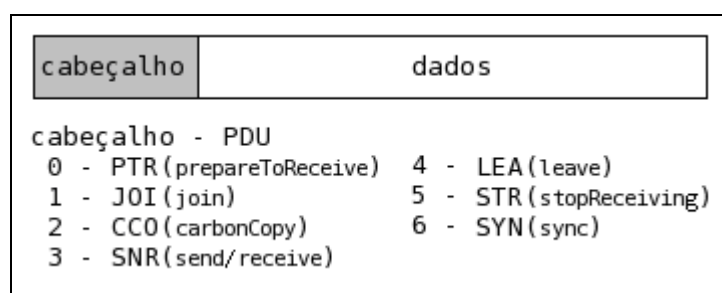 cabeçalho dados
cabeçalho - PDU
0 - PTR(prepareToReceive) 4 - LEA(leave)
1 - JOI(join) 5 - STR(stopReceiving)
2 - CCO(carbonCopy) 6 - SYN(sync)
3 - SNR(send/receive)